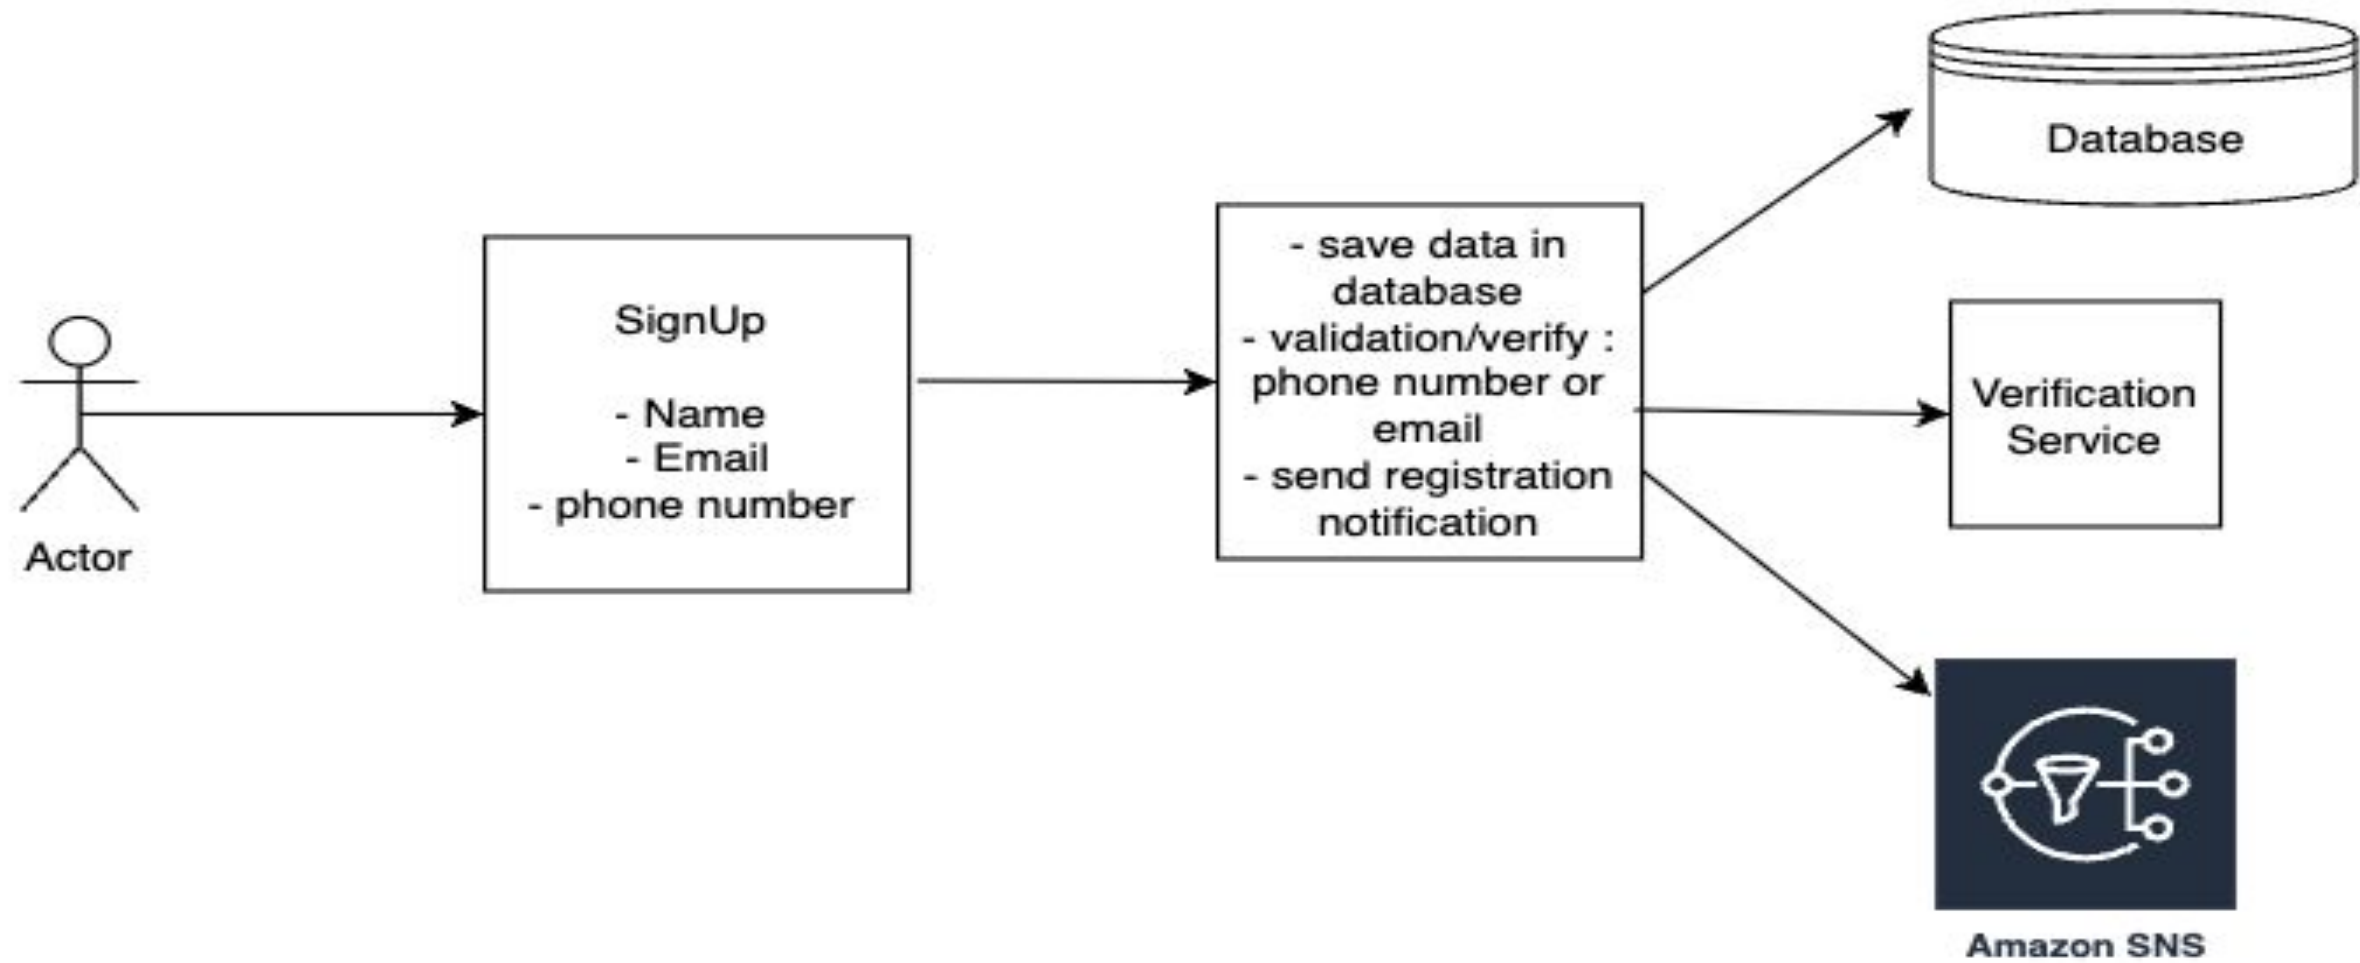 Actor
SignUp
- Name
- Email
- phone number
- save data in
database
- validation/verify :
phone number or
email
- send registration
notification
Database
Verification
Service
Amazon SNS